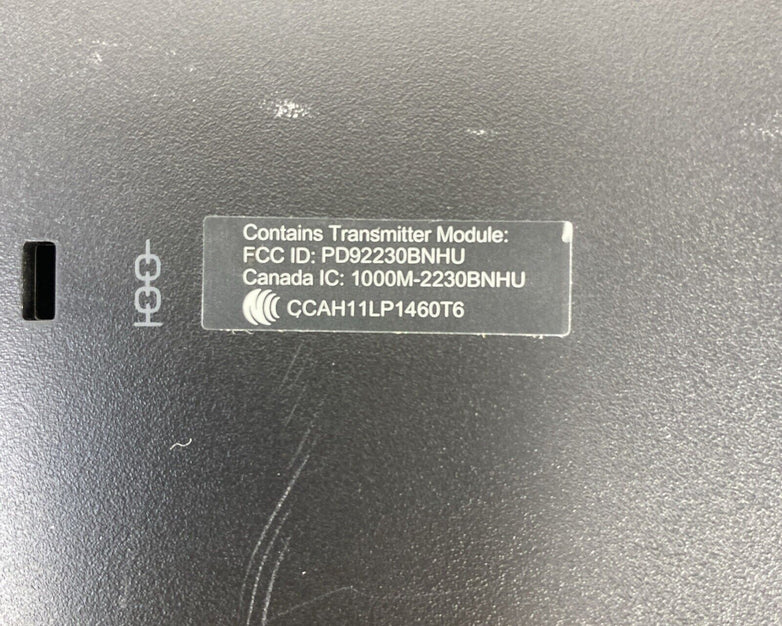 Contains Transmitter Module:
FCC ID: PD92230BNHU
Canada IC: 1000M-2230BNHU
CCAH11LP1460T6